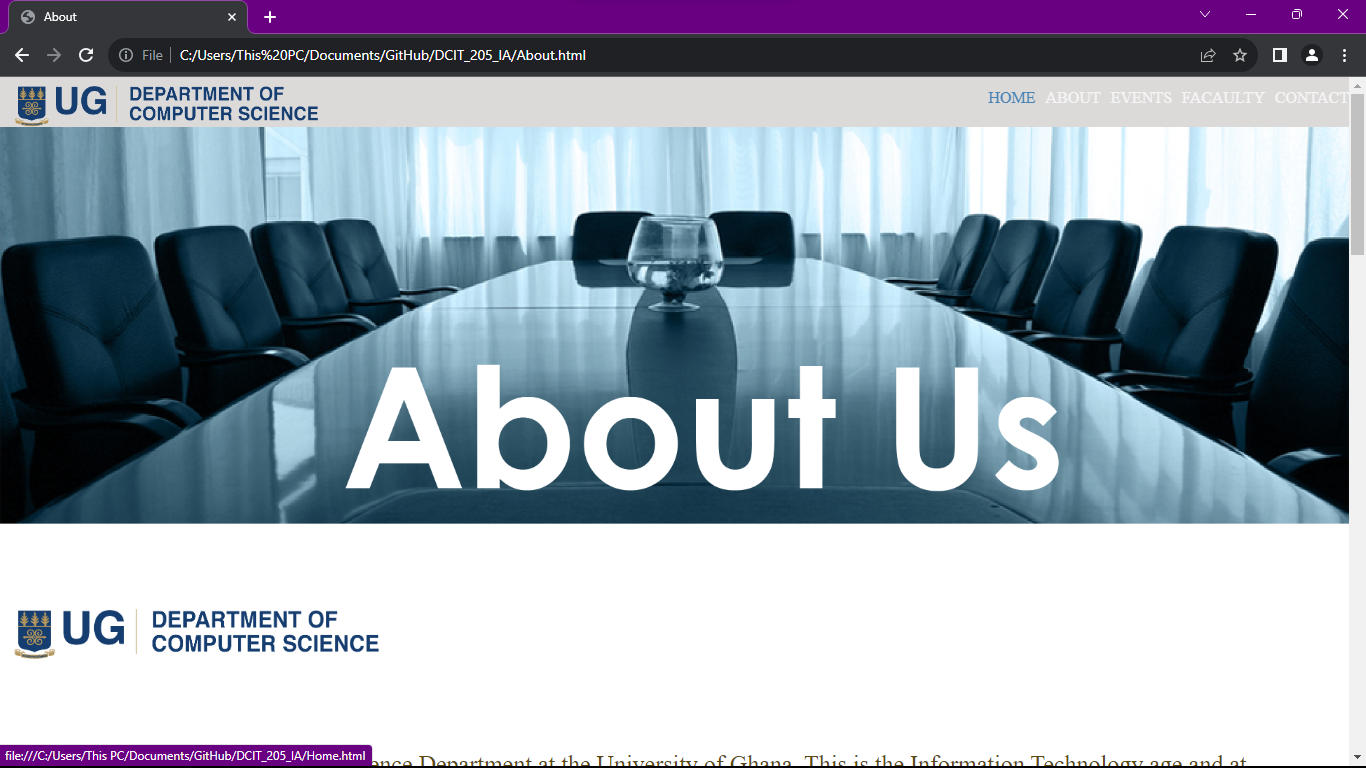 About
File
C:/Users/This%20PC/Documents/GitHub/DCIT_205_IA/About.html
UG DEPARTMENT OF
COMPUTER SCIENCE
HOME ABOUT EVENTS FACAULTY CONTACT
About Us
UG DEPARTMENT OF
COMPUTER SCIENCE
ence Department at the University of Ghana. This is the Information Technology age and at
file:///C:/Users/This PC/Documents/GitHub/DCIT_205_IA/Home.html